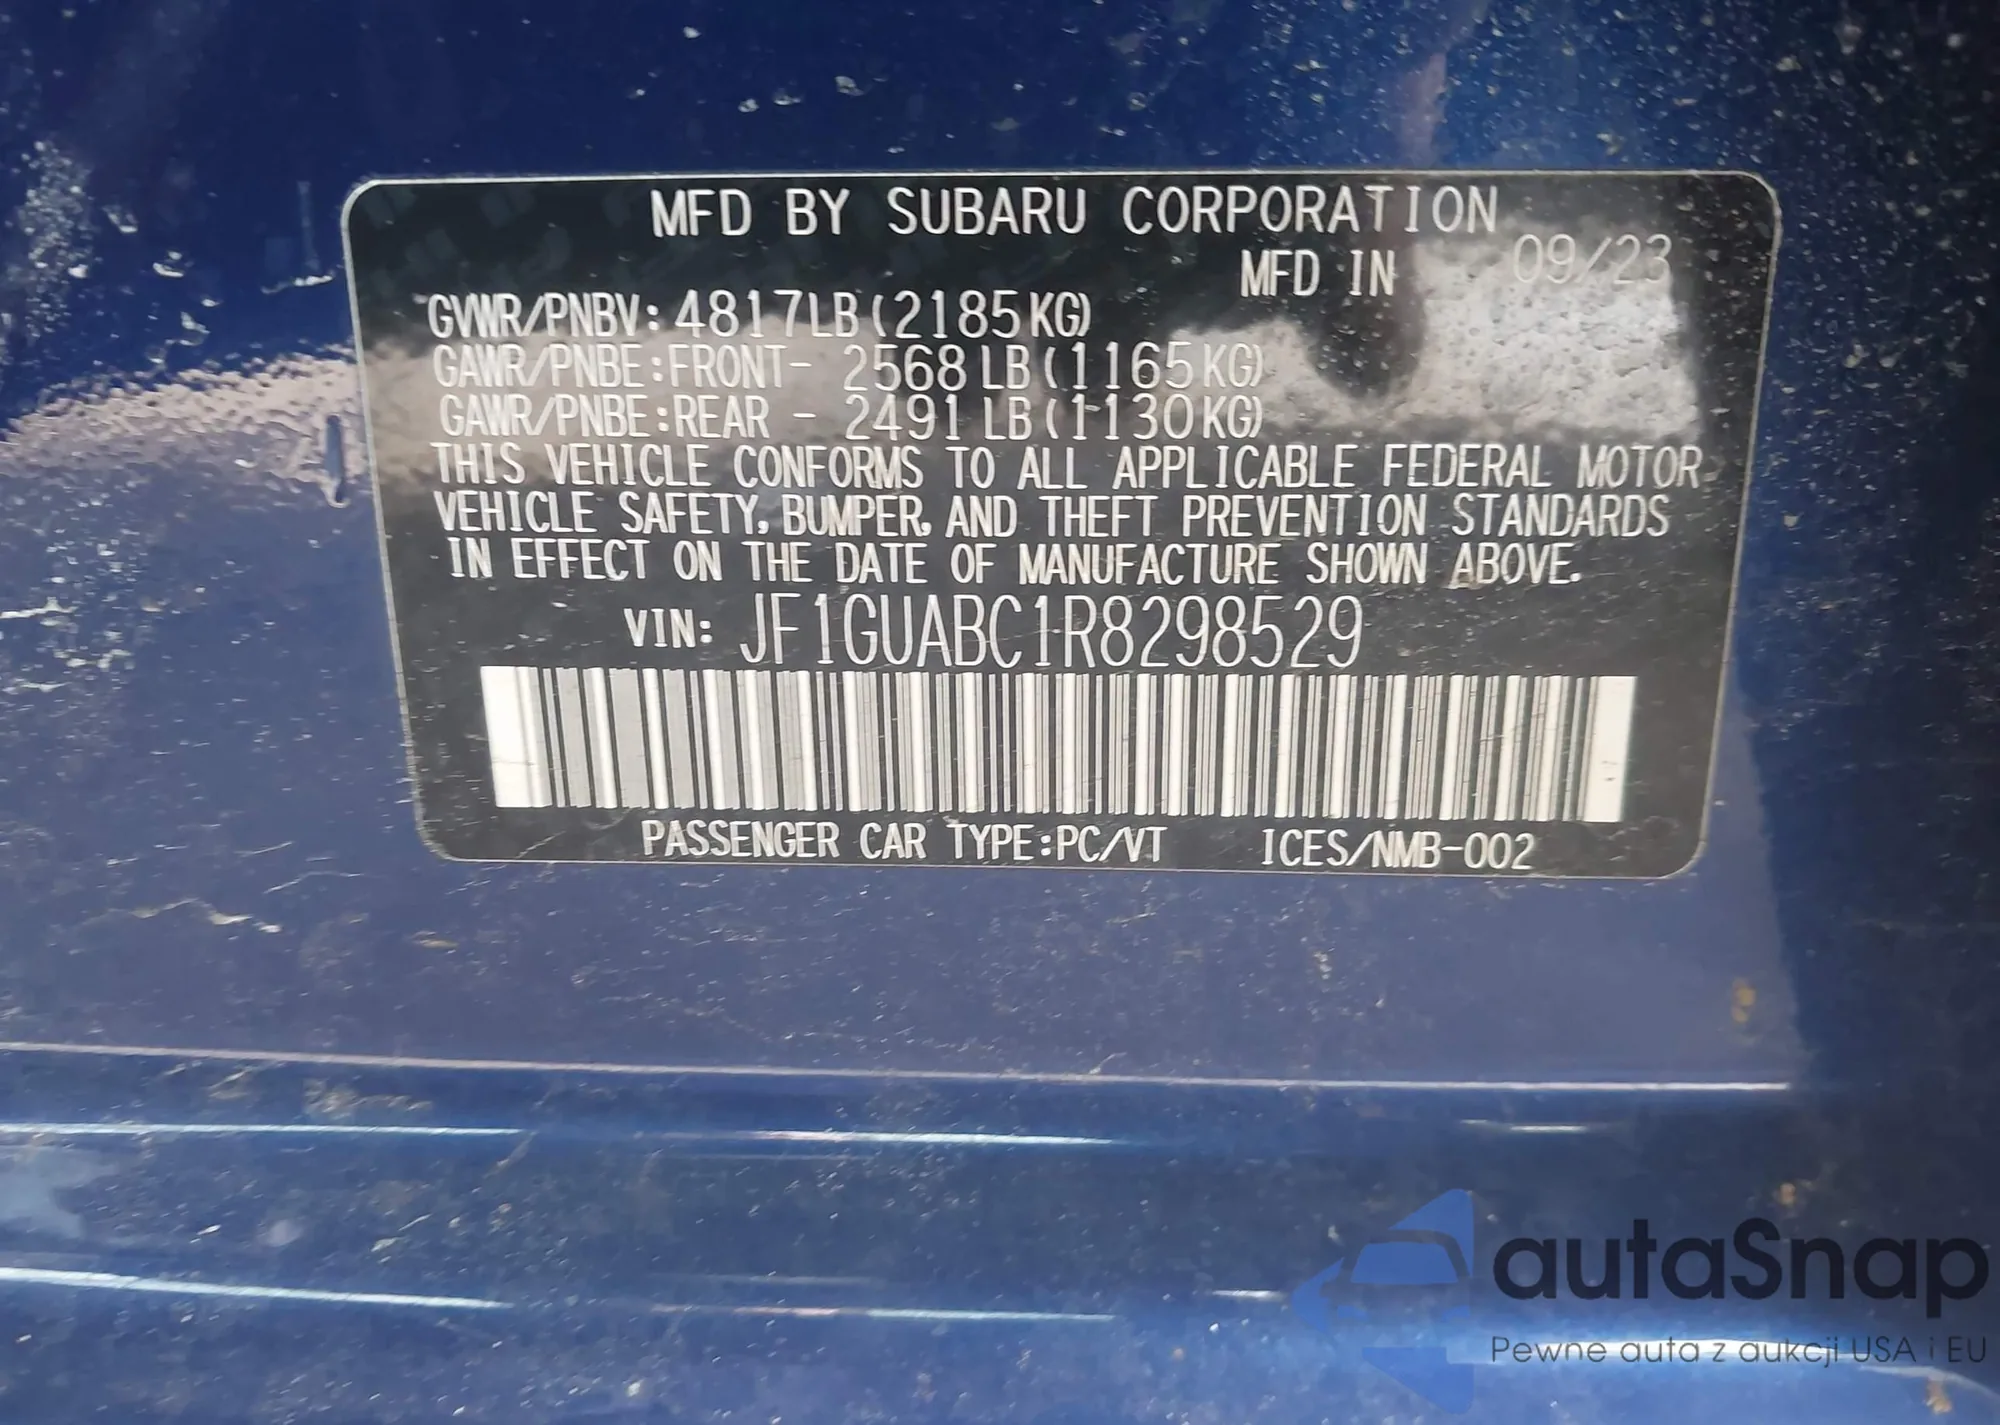 MFD BY SUBARU CORPORATION
MFD IN 09/23
GVWR/PNBV: 4817LB(2185KG)
GAWR/PNBE:FRONT- 2568LB(1165KG)
GAWR/PNBE:REAR - 2491LB(1130KG)
THIS VEHICLE CONFORMS TO ALL APPLICABLE FEDERAL MOTOR
VEHICLE SAFETY, BUMPER, AND THEFT PREVENTION STANDARDS
IN EFFECT ON THE DATE OF MANUFACTURE SHOWN ABOVE.
VIN: JF1GUABC1R8298529
PASSENGER CAR TYPE:PC/VT ICES/NMB-002
autaSnap
Pewne auta z aukcji USA i EU